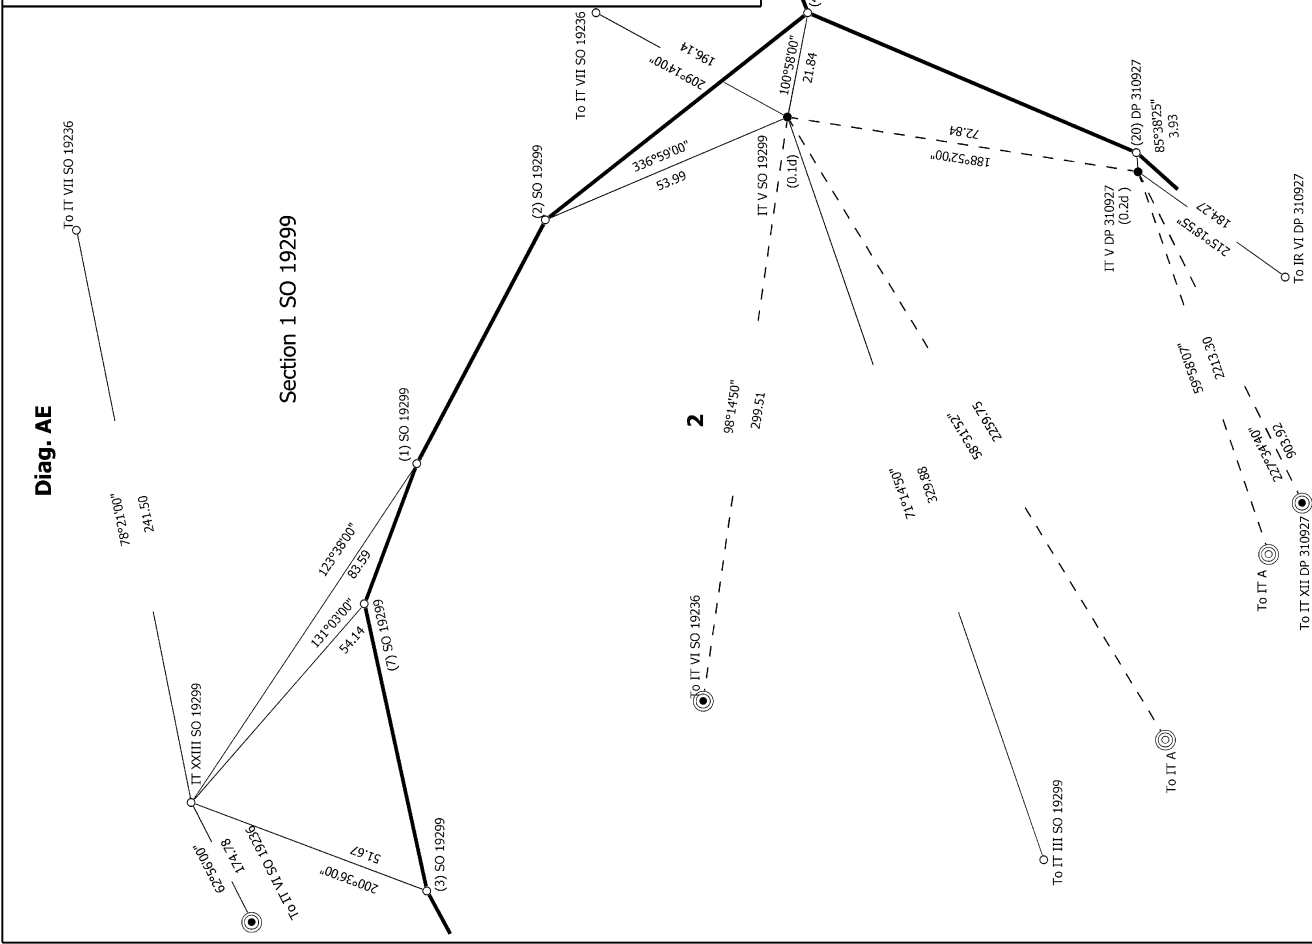 Diag. AE
To IT VII SO 19236
78°21'00"
241.50
IT XXIII SO 19299
62°56'00"
174.78
To IT VI SO 19236
200°36'00"
51.67
(3) SO 19299
131°03'00"
54.14
(7) SO 19299
123°38'00"
83.59
(1) SO 19299
Section 1 SO 19299
(2) SO 19299
336°59'00"
53.99
To IT VII SO 19236
196.14
209°14'00"
100°58'00"
21.84
IT V SO 19299
(0.1d)
72.84
188°52'00"
(20) DP 310927
85°38'25"
3.93
IT V DP 310927
(0.2d )
184.27
215°18'55"
To IR VI DP 310927
2
98°14'50"
299.51
To IT VI SO 19236
71°14'50"
329.88
To IT III SO 19299
58°31'52"
2259.75
To IT A
59°58'07"
2213.30
To IT A
227°34'40"
903.92
To IT XII DP 310927